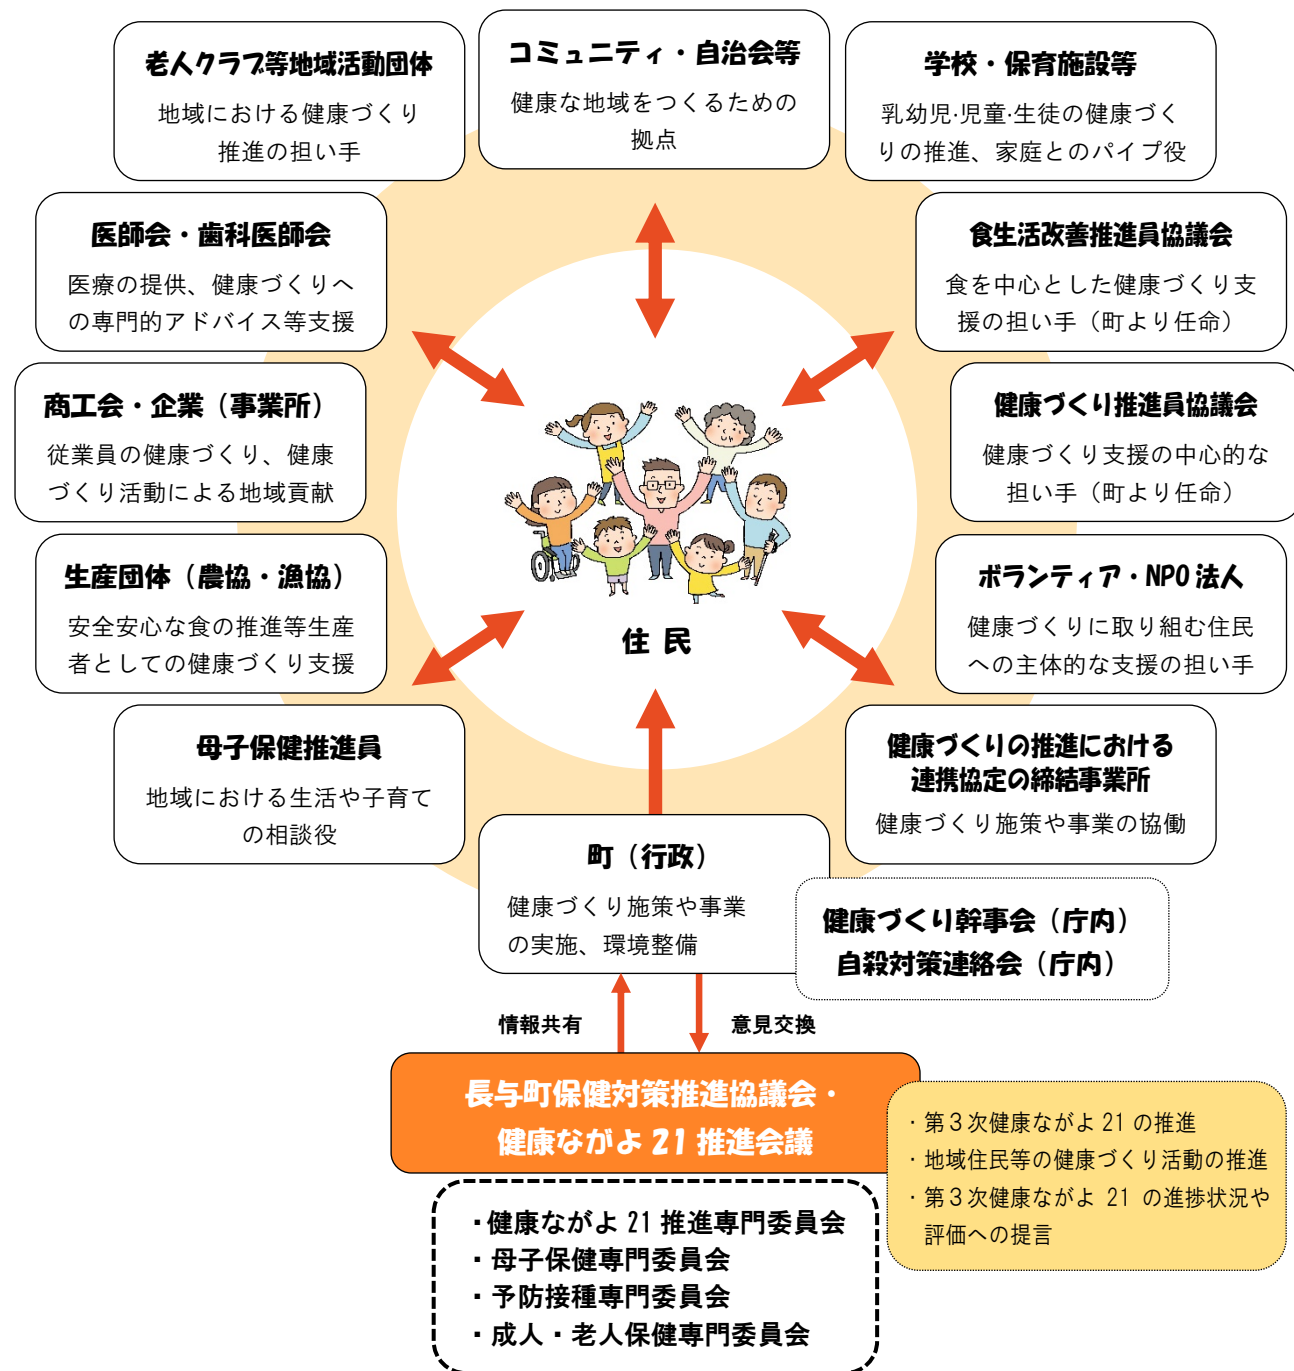 老人クラブ等地域活動団体
地域における健康づくり
推進の担い手
コミュニティ・自治会等
健康な地域をつくるための
拠点
学校・保育施設等
乳幼児・児童・生徒の健康づく
りの推進、家庭とのパイプ役
医師会・歯科医師会
医療の提供、健康づくりへ
の専門的アドバイス等支援
食生活改善推進員協議会
食を中心とした健康づくり支
援の担い手（町より任命）
商工会・企業（事業所）
従業員の健康づくり、健康
づくり活動による地域貢献
健康づくり推進員協議会
健康づくり支援の中心的な
担い手（町より任命）
生産団体（農協・漁協）
安全安心な食の推進等生産
者としての健康づくり支援
ボランティア・NPO法人
健康づくりに取り組む住民
への主体的な支援の担い手
住民
母子保健推進員
地域における生活や子育て
の相談役
健康づくりの推進における
連携協定の締結事業所
健康づくり施策や事業の協働
町（行政）
健康づくり施策や事業
の実施、環境整備
健康づくり幹事会（庁内）
自殺対策連絡会（庁内）
情報共有
意見交換
長与町保健対策推進協議会・
健康ながよ21推進会議
・第３次健康ながよ21の推進
・地域住民等の健康づくり活動の推進
・第３次健康ながよ 21 の進捗状況や
評価への提言
・健康ながよ21推進専門委員会
・母子保健専門委員会
・予防接種専門委員会
・成人・老人保健専門委員会